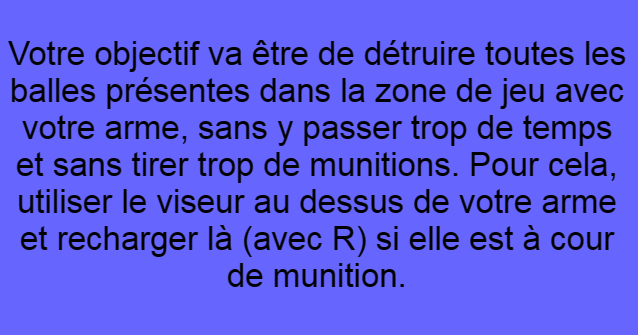 Votre objectif va être de détruire toutes les
balles présentes dans la zone de jeu avec
votre arme, sans y passer trop de temps
et sans tirer trop de munitions. Pour cela,
utiliser le viseur au dessus de votre arme
et recharger là (avec R) si elle est à cour
de munition.